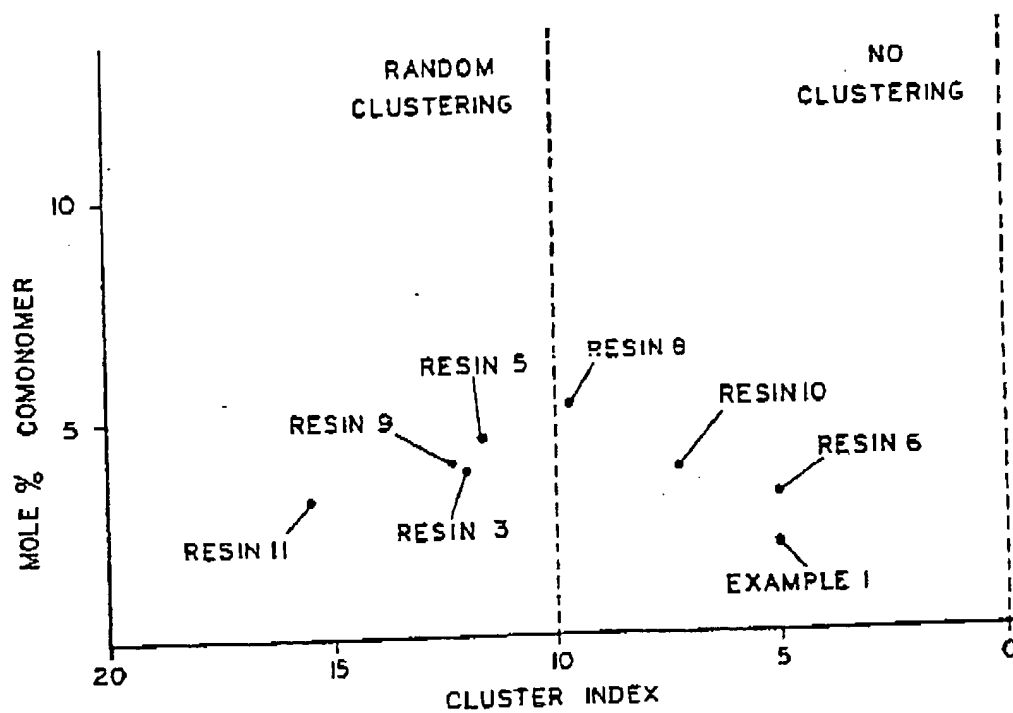 RANDOM
CLUSTERING
NO
CLUSTERING
10
MOLE % COMONOMER
RESIN 5
RESIN 8
RESIN 10
RESIN 9
5
RESIN 6
RESIN 3
RESIN 11
EXAMPLE 1
20
15
10
5
0
CLUSTER INDEX